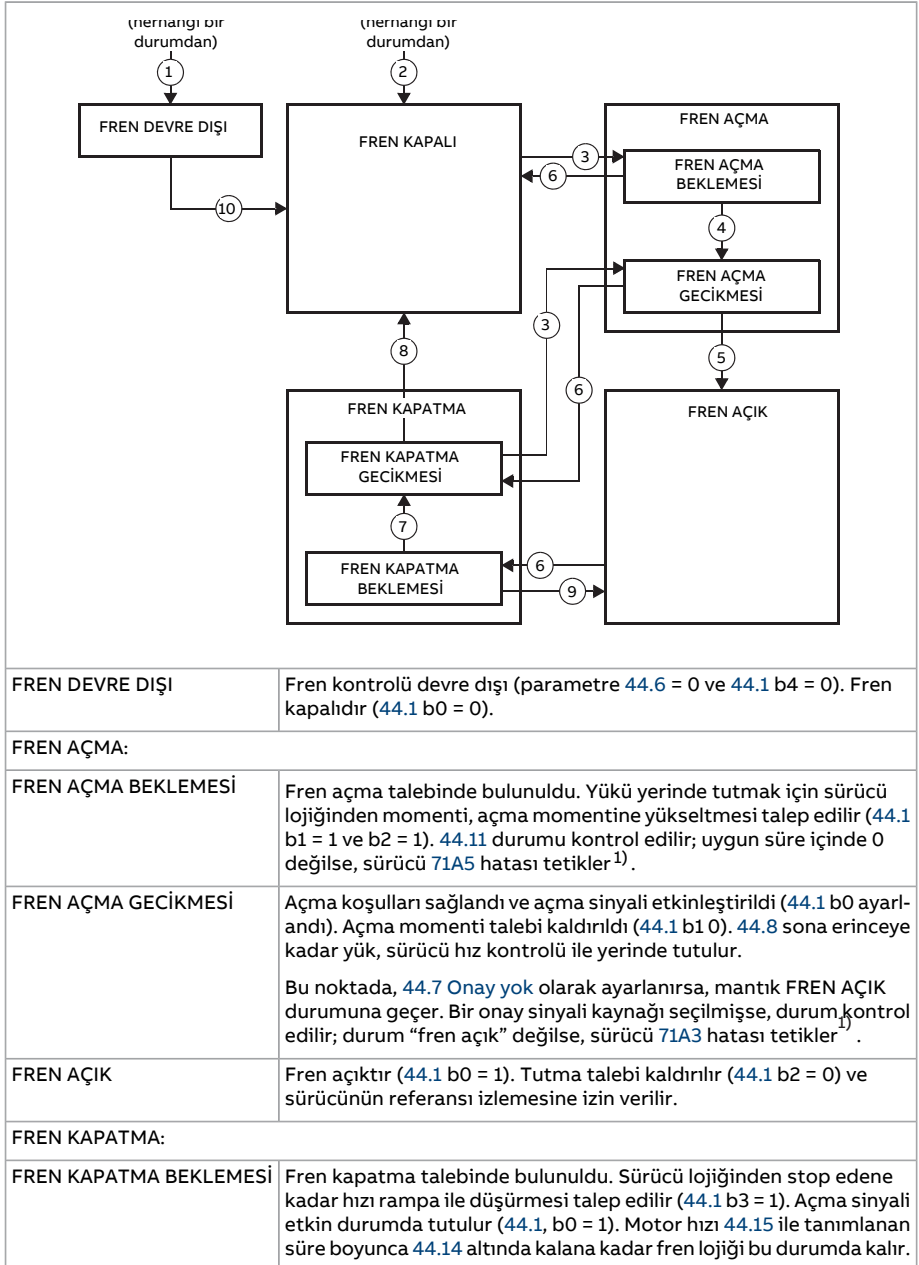 (herhangi bir
durumdan)
(herhangi bir
durumdan)
1
2
FREN DEVRE DIŞI
FREN KAPALI
FREN AÇMA
3
6
FREN AÇMA
BEKLEMESİ
10
4
FREN AÇMA
GECİKMESİ
3
8
5
6
FREN KAPATMA
FREN AÇIK
FREN KAPATMA
GECİKMESİ
7
FREN KAPATMA
BEKLEMESİ
6
9
FREN DEVRE DIŞI
Fren kontrolü devre dışı (parametre 44.6 = 0 ve 44.1 b4 = 0). Fren
kapalıdır (44.1 b0 = 0).
FREN AÇMA:
FREN AÇMA BEKLEMESİ
Fren açma talebinde bulunuldu. Yükü yerinde tutmak için sürücü
lojiğinden momenti, açma momentine yükseltmesi talep edilir (44.1
b1 = 1 ve b2 = 1). 44.11 durumu kontrol edilir; uygun süre içinde 0
değilse, sürücü 71A5 hatası tetikler 1) .
FREN AÇMA GECİKMESİ
Açma koşulları sağlandı ve açma sinyali etkinleştirildi (44.1 b0 ayarl-
andı). Açma momenti talebi kaldırıldı (44.1 b1 0). 44.8 sona erinceye
kadar yük, sürücü hız kontrolü ile yerinde tutulur.
Bu noktada, 44.7 Onay yok olarak ayarlanırsa, mantık FREN AÇIK
durumuna geçer. Bir onay sinyali kaynağı seçilmişse, durum kontrol
edilir; durum “fren açık” değilse, sürücü 71A3 hatası tetikler 1) .
FREN AÇIK
Fren açıktır (44.1 b0 = 1). Tutma talebi kaldırılır (44.1 b2 = 0) ve
sürücünün referansı izlemesine izin verilir.
FREN KAPATMA:
FREN KAPATMA BEKLEMESİ
Fren kapatma talebinde bulunuldu. Sürücü lojiğinden stop edene
kadar hızı rampa ile düşürmesi talep edilir (44.1 b3 = 1). Açma sinyali
etkin durumda tutulur (44.1, b0 = 1). Motor hızı 44.15 ile tanımlanan
süre boyunca 44.14 altında kalana kadar fren lojiği bu durumda kalır.